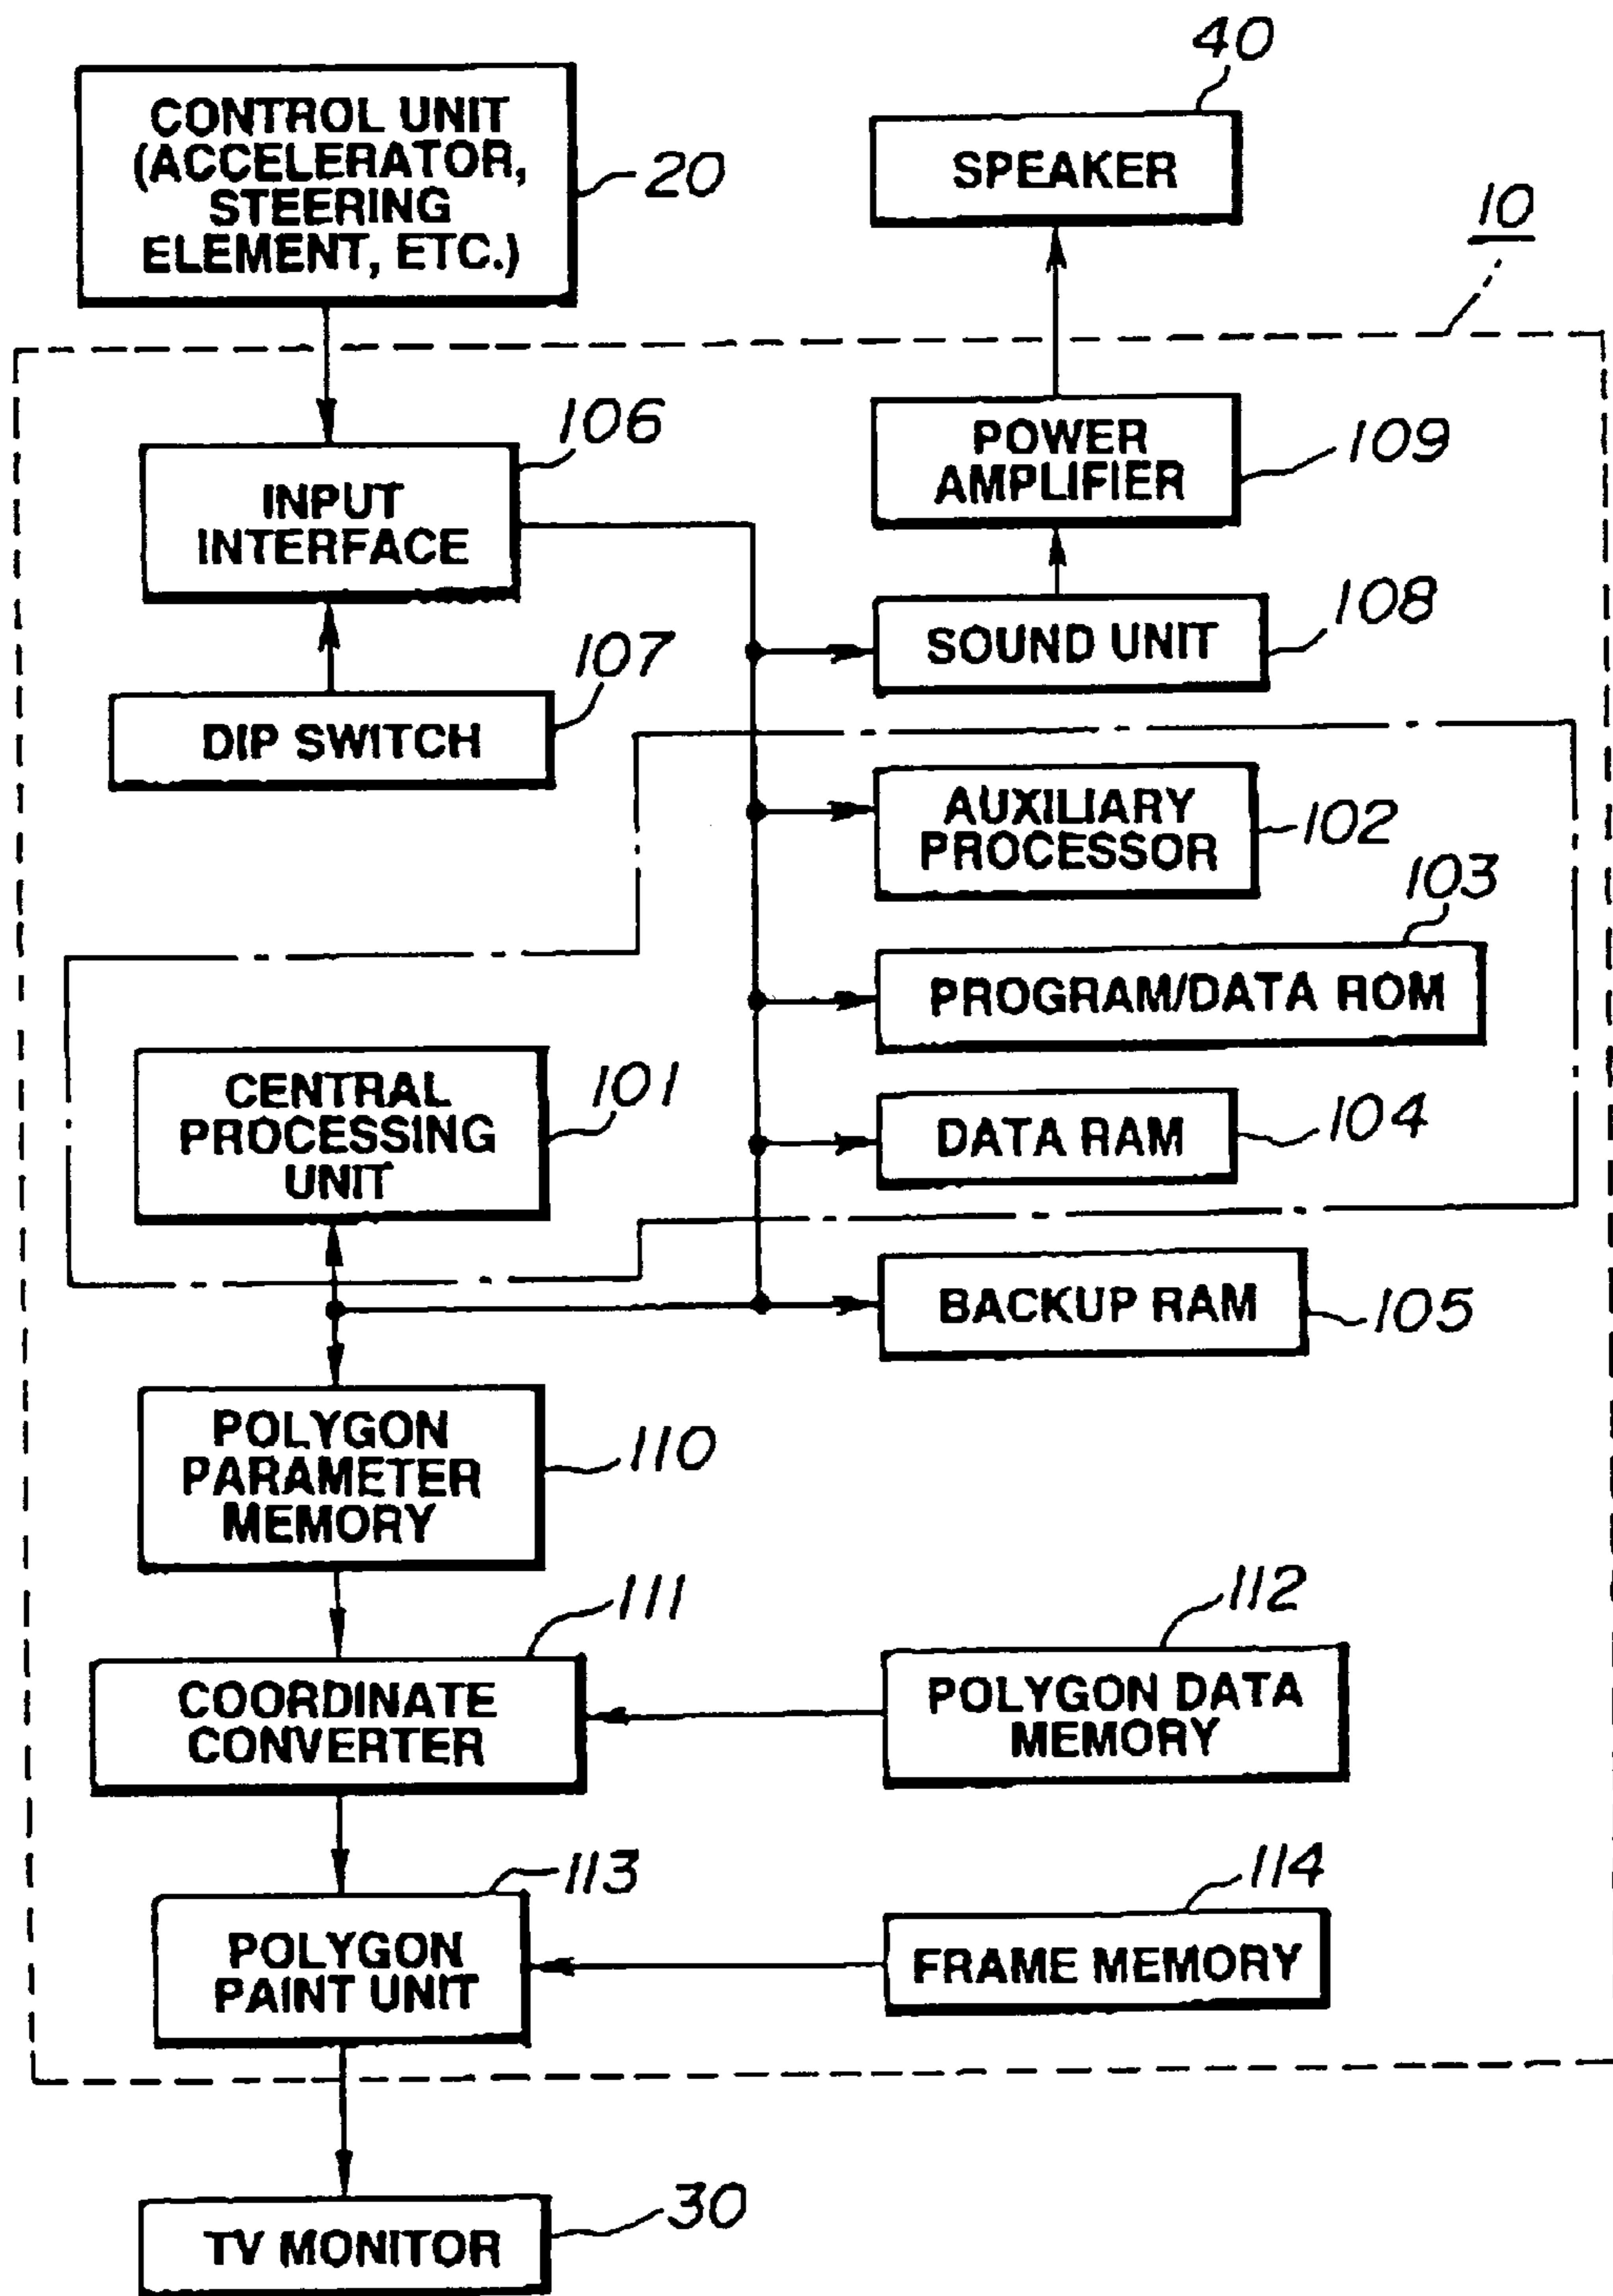 40
CONTROL UNIT
(ACCELERATOR,
STEERING
ELEMENT, ETC.)
20
SPEAKER
10
106
INPUT
INTERFACE
POWER
AMPLIFIER
109
107
DIP SWITCH
SOUND UNIT
108
AUXILIARY
PROCESSOR
102
103
PROGRAM/DATA ROM
CENTRAL
PROCESSING
UNIT
101
DATA RAM
104
BACKUP RAM
105
POLYGON
PARAMETER
MEMORY
110
111
COORDINATE
CONVERTER
112
POLYGON DATA
MEMORY
113
POLYGON
PAINT UNIT
114
FRAME MEMORY
TV MONITOR
30